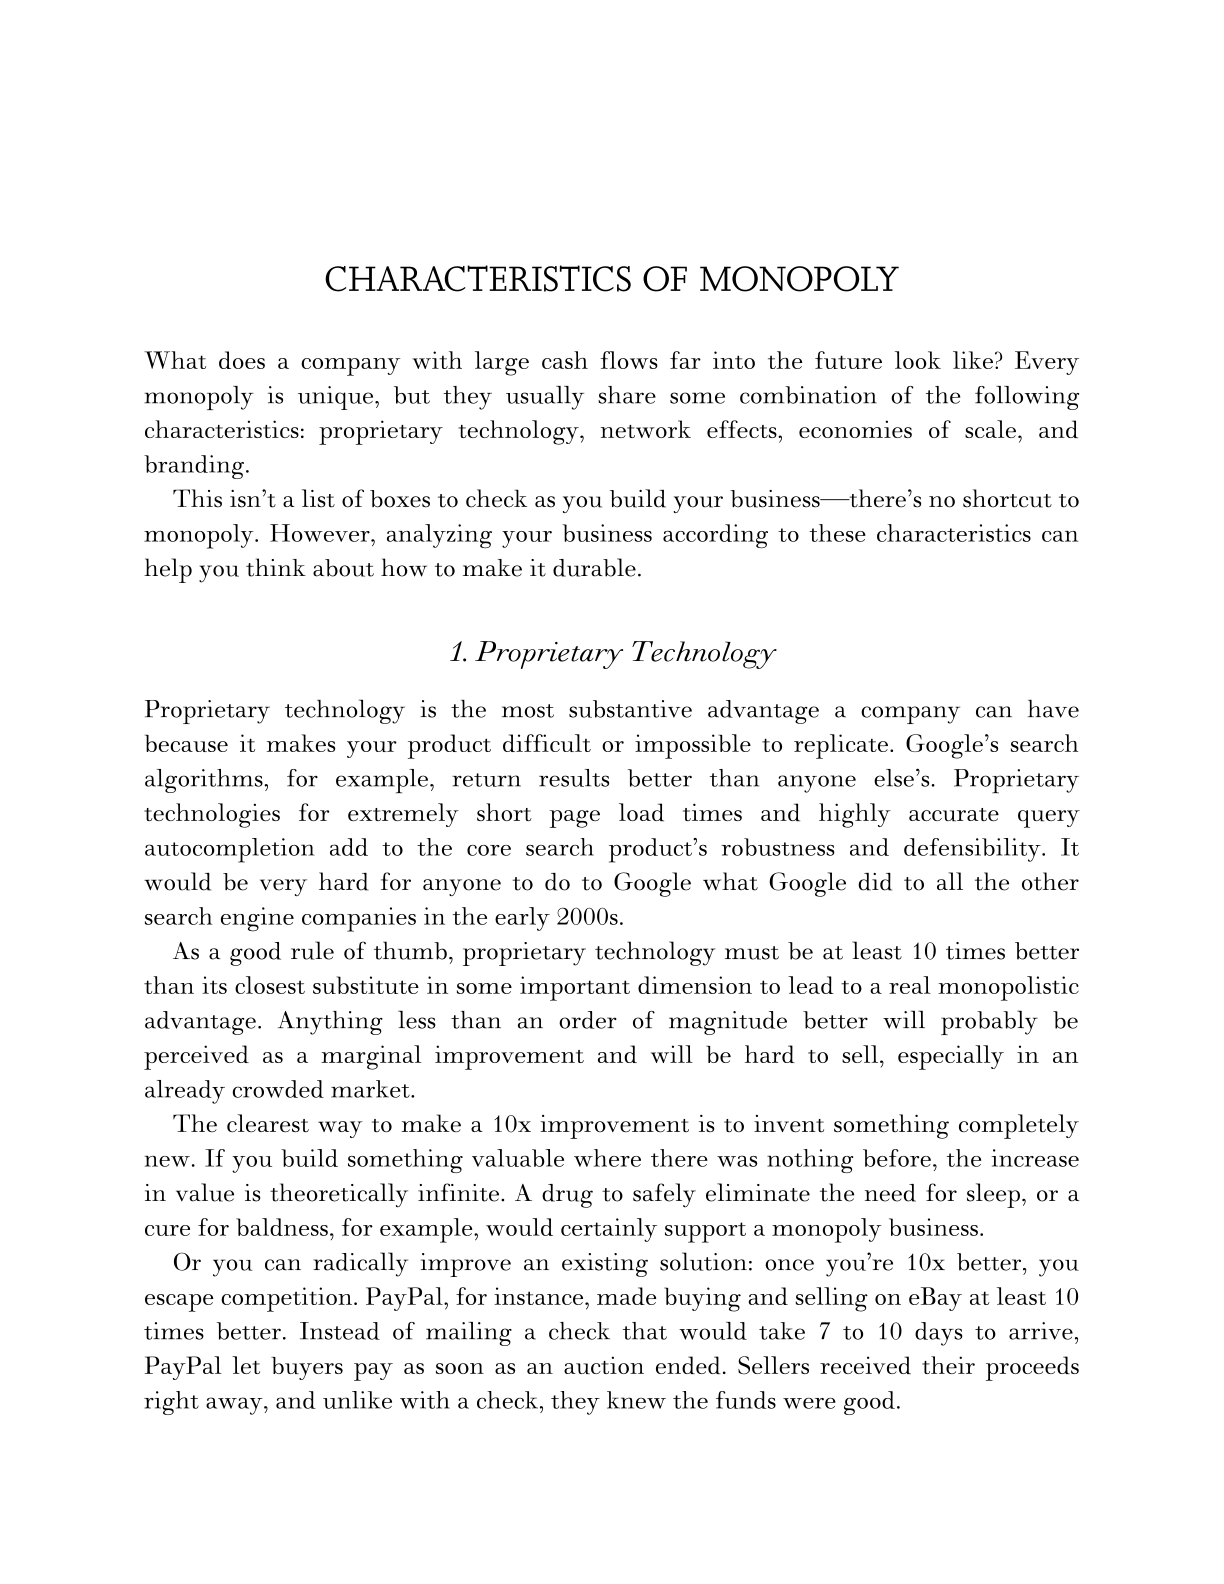 CHARACTERISTICS OF MONOPOLY
What does a company with large cash flows far into the future look like? Every
monopoly is unique, but they usually share some combination of the following
characteristics: proprietary technology, network effects, economies of scale, and
branding.
This isn’t a list of boxes to check as you build your business—there’s no shortcut to
monopoly. However, analyzing your business according to these characteristics can
help you think about how to make it durable.
1. Proprietary Technology
Proprietary technology is the most substantive advantage a company can have
because it makes your product difficult or impossible to replicate. Google’s search
algorithms, for example, return results better than anyone else’s. Proprietary
technologies for extremely short page load times and highly accurate query
autocompletion add to the core search product’s robustness and defensibility. It
would be very hard for anyone to do to Google what Google did to all the other
search engine companies in the early 2000s.
As a good rule of thumb, proprietary technology must be at least 10 times better
than its closest substitute in some important dimension to lead to a real monopolistic
advantage. Anything less than an order of magnitude better will probably be
perceived as a marginal improvement and will be hard to sell, especially in an
already crowded market.
The clearest way to make a 10x improvement is to invent something completely
new. If you build something valuable where there was nothing before, the increase
in value is theoretically infinite. A drug to safely eliminate the need for sleep, or a
cure for baldness, for example, would certainly support a monopoly business.
Or you can radically improve an existing solution: once you’re 10x better, you
escape competition. PayPal, for instance, made buying and selling on eBay at least 10
times better. Instead of mailing a check that would take 7 to 10 days to arrive,
PayPal let buyers pay as soon as an auction ended. Sellers received their proceeds
right away, and unlike with a check, they knew the funds were good.